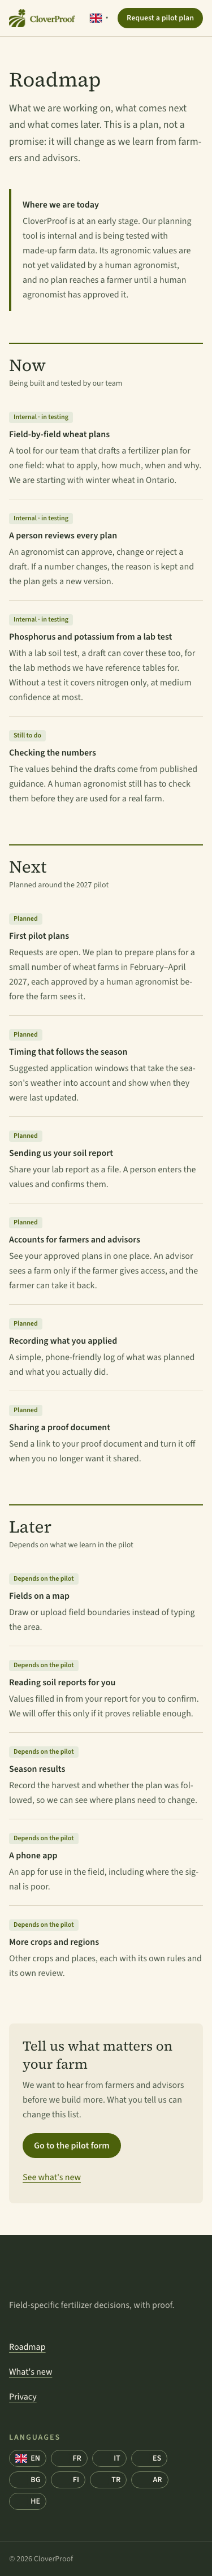 CloverProof
Request a pilot plan
Roadmap
What we are working on, what comes next
and what comes later. This is a plan, not a
promise: it will change as we learn from farm-
ers and advisors.
Where we are today
CloverProof is at an early stage. Our planning
tool is internal and is being tested with
made-up farm data. Its agronomic values are
not yet validated by a human agronomist,
and no plan reaches a farmer until a human
agronomist has approved it.
Now
Being built and tested by our team
Internal · in testing
Field-by-field wheat plans
A tool for our team that drafts a fertilizer plan for
one field: what to apply, how much, when and why.
We are starting with winter wheat in Ontario.
Internal · in testing
A person reviews every plan
An agronomist can approve, change or reject a
draft. If a number changes, the reason is kept and
the plan gets a new version.
Internal · in testing
Phosphorus and potassium from a lab test
With a lab soil test, a draft can cover these too, for
the lab methods we have reference tables for.
Without a test it covers nitrogen only, at medium
confidence at most.
Still to do
Checking the numbers
The values behind the drafts come from published
guidance. A human agronomist still has to check
them before they are used for a real farm.
Next
Planned around the 2027 pilot
Planned
First pilot plans
Requests are open. We plan to prepare plans for a
small number of wheat farms in February–April
2027, each approved by a human agronomist be-
fore the farm sees it.
Planned
Timing that follows the season
Suggested application windows that take the sea-
son's weather into account and show when they
were last updated.
Planned
Sending us your soil report
Share your lab report as a file. A person enters the
values and confirms them.
Planned
Accounts for farmers and advisors
See your approved plans in one place. An advisor
sees a farm only if the farmer gives access, and the
farmer can take it back.
Planned
Recording what you applied
A simple, phone-friendly log of what was planned
and what you actually did.
Planned
Sharing a proof document
Send a link to your proof document and turn it off
when you no longer want it shared.
Later
Depends on what we learn in the pilot
Depends on the pilot
Fields on a map
Draw or upload field boundaries instead of typing
the area.
Depends on the pilot
Reading soil reports for you
Values filled in from your report for you to confirm.
We will offer this only if it proves reliable enough.
Depends on the pilot
Season results
Record the harvest and whether the plan was fol-
lowed, so we can see where plans need to change.
Depends on the pilot
A phone app
An app for use in the field, including where the sig-
nal is poor.
Depends on the pilot
More crops and regions
Other crops and places, each with its own rules and
its own review.
Tell us what matters on
your farm
We want to hear from farmers and advisors
before we build more. What you tell us can
change this list.
Go to the pilot form
See what's new
Field-specific fertilizer decisions, with proof.
Roadmap
What's new
Privacy
LANGUAGES
EN FR IT ES
BG FI TR AR
HE
© 2026 CloverProof